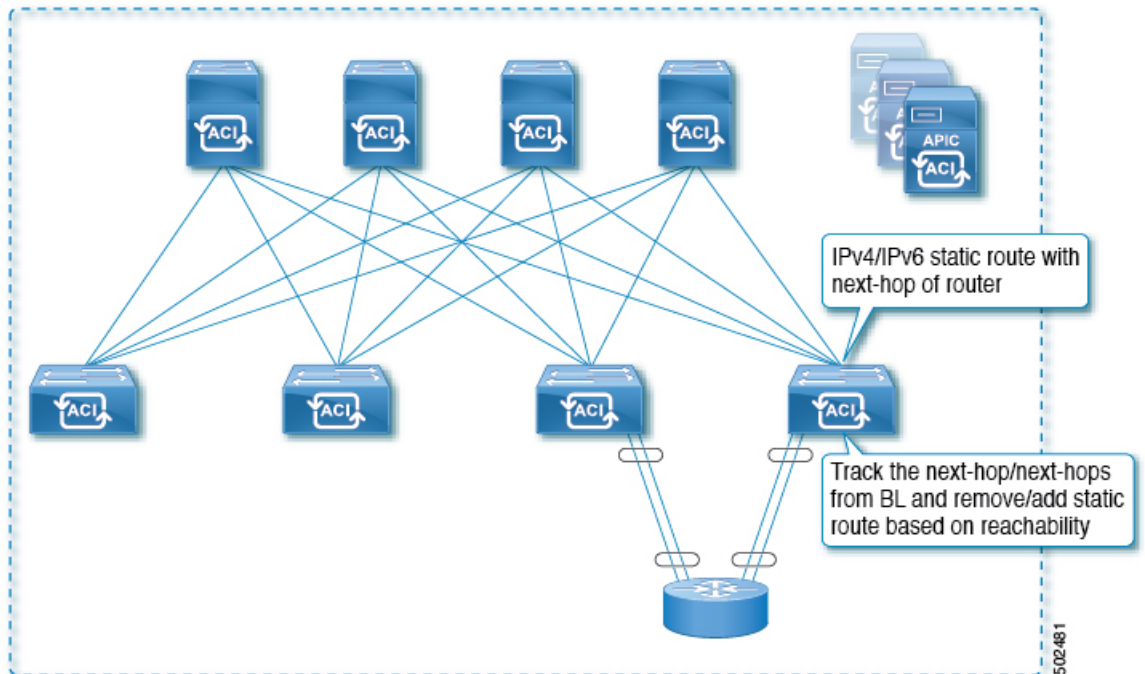 ACI
ACI
ACI
ACI
APIC
ACI
IPv4/IPv6 static route with
next-hop of router
ACI
ACI
ACI
ACI
Track the next-hop/next-hops
from BL and remove/add static
route based on reachability
502481